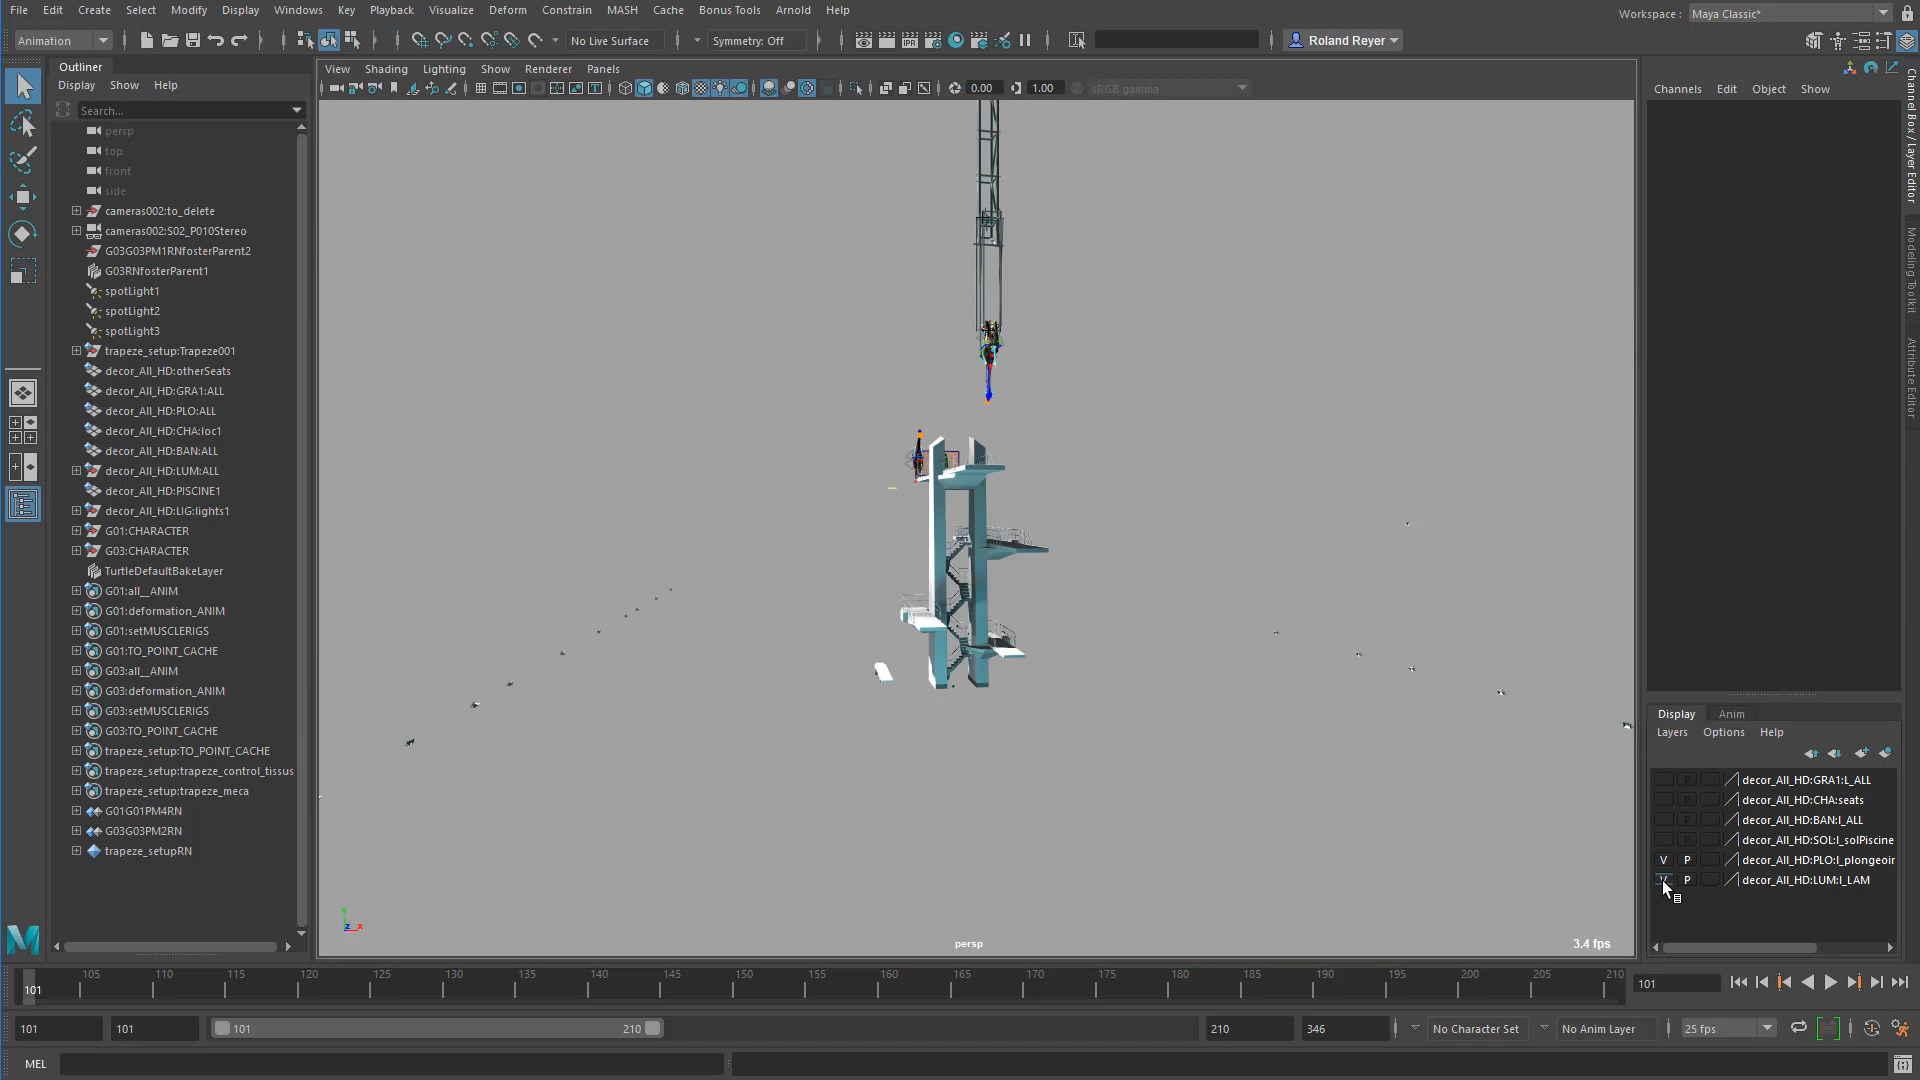 File Edit Create Select Modify Display Windows Key Playback Visualize Deform Constrain MASH Cache Bonus Tools Arnold Help
Workspace : Maya Classic*
Animation No Live Surface Symmetry: Off Roland Reyer
Outliner
Display Show Help
Search...
persp
top
front
side
cameras002:to_delete
cameras002:S02_P010Stereo
G03G03PM1RNfosterParent2
G03RNfosterParent1
spotLight1
spotLight2
spotLight3
trapeze_setup:Trapeze001
decor_All_HD:otherSeats
decor_All_HD:GRA1:ALL
decor_All_HD:PLO:ALL
decor_All_HD:CHA:loc1
decor_All_HD:BAN:ALL
decor_All_HD:LUM:ALL
decor_All_HD:PISCINE1
decor_All_HD:LIG:lights1
G01:CHARACTER
G03:CHARACTER
TurtleDefaultBakeLayer
G01:all__ANIM
G01:deformation_ANIM
G01:setMUSCLERIGS
G01:TO_POINT_CACHE
G03:all__ANIM
G03:deformation_ANIM
G03:setMUSCLERIGS
G03:TO_POINT_CACHE
trapeze_setup:TO_POINT_CACHE
trapeze_setup:trapeze_control_tissus
trapeze_setup:trapeze_meca
G01G01PM4RN
G03G03PM2RN
trapeze_setupRN
View Shading Lighting Show Renderer Panels
0.00 1.00 sRGB gamma
persp
3.4 fps
Channels Edit Object Show
Channel Box / Layer Editor
Modeling Toolkit
Attribute Editor
Display Anim
Layers Options Help
P decor_All_HD:GRA1:L_ALL
P decor_All_HD:CHA:seats
P decor_All_HD:BAN:l_ALL
P decor_All_HD:SOL:l_solPiscine
V P decor_All_HD:PLO:l_plongeoir
V P decor_All_HD:LUM:l_LAM
105 110 115 120 125 130 135 140 145 150 155 160 165 170 175 180 185 190 195 200 205 210
101 101
101 101 101 210 210 346 No Character Set No Anim Layer 25 fps
MEL